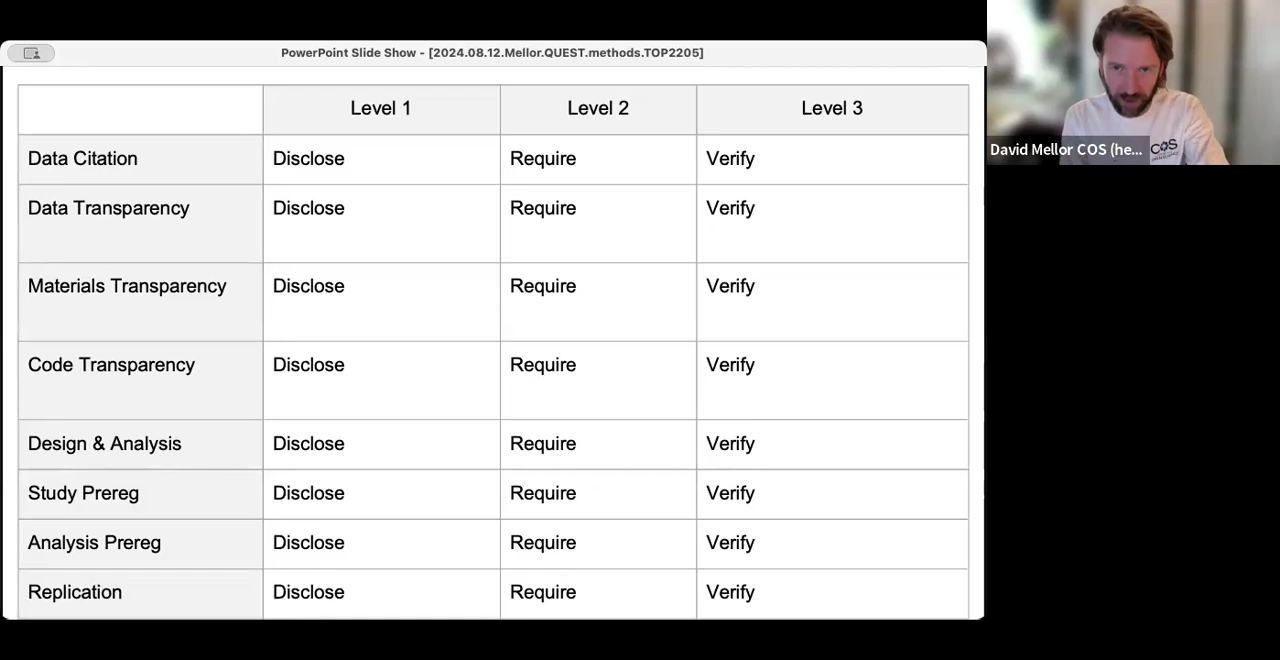 PowerPoint Slide Show - [2024.08.12.Mellor.QUEST.methods.TOP2205]
Level 1 Level 2 Level 3
Data Citation Disclose Require Verify
Data Transparency Disclose Require Verify
Materials Transparency Disclose Require Verify
Code Transparency Disclose Require Verify
Design & Analysis Disclose Require Verify
Study Prereg Disclose Require Verify
Analysis Prereg Disclose Require Verify
Replication Disclose Require Verify
David Mellor COS (he...
COS